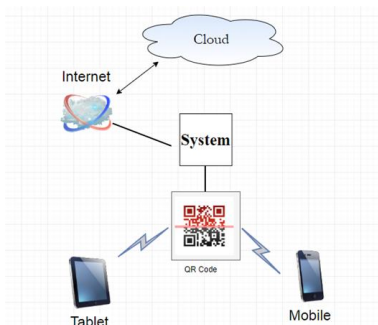 Cloud
Internet
System
QR Code
Tablet
Mobile